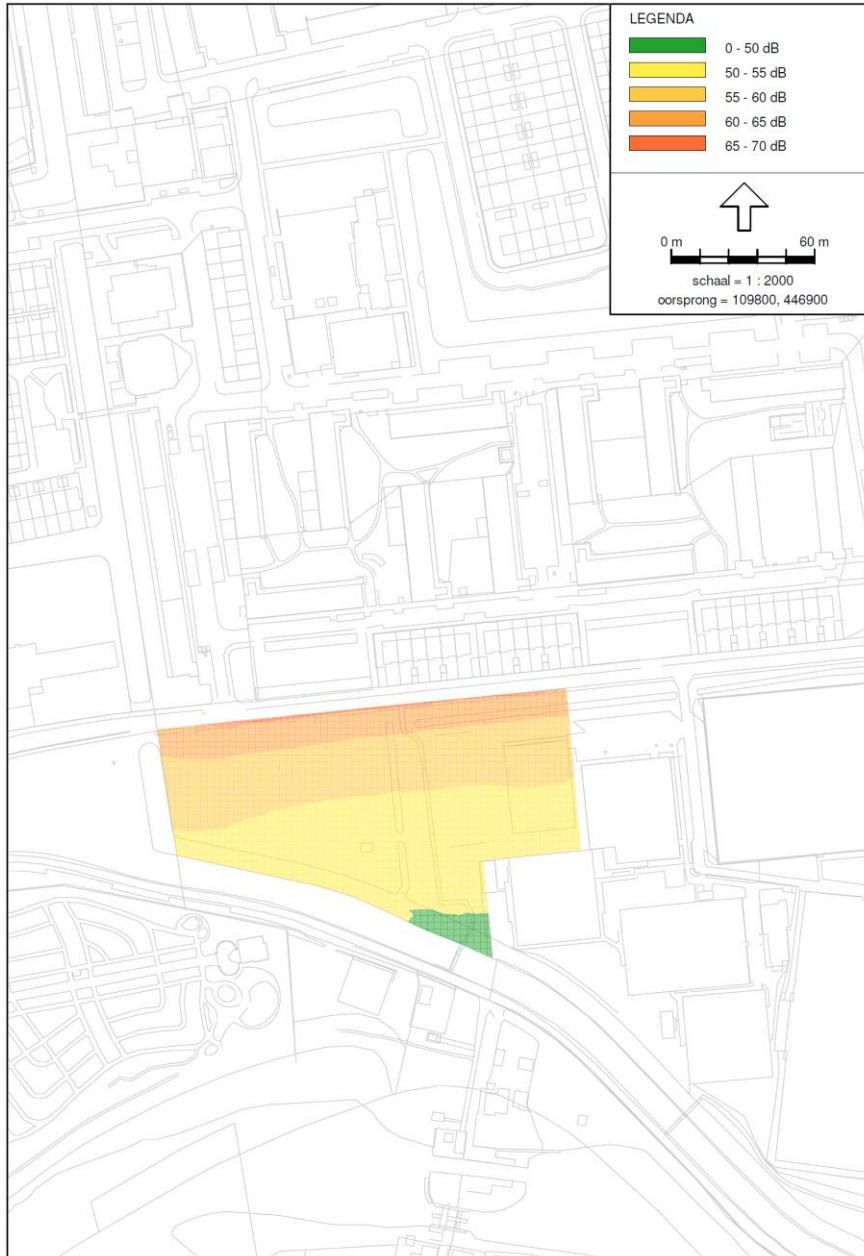 LEGENDA
0 - 50 dB
50 - 55 dB
55 - 60 dB
60 - 65 dB
65 - 70 dB
0 m 60 m
schaal = 1 : 2000
oorsprong = 109800, 446900